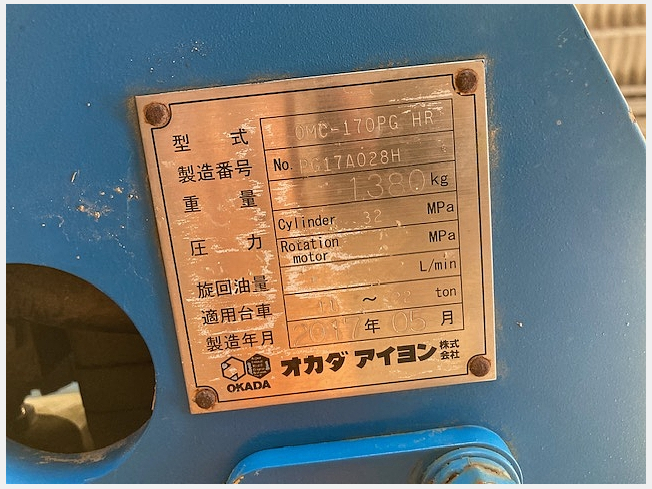 型式 OMC-170PG HR
製造番号 No. PG17A028H
重量 1380 kg
圧力 Cylinder 32 MPa
Rotation motor MPa
旋回油量 L/min
適用台車 ～ ton
製造年月 2017年05月
OKADA オカダ アイヨン 株式会社